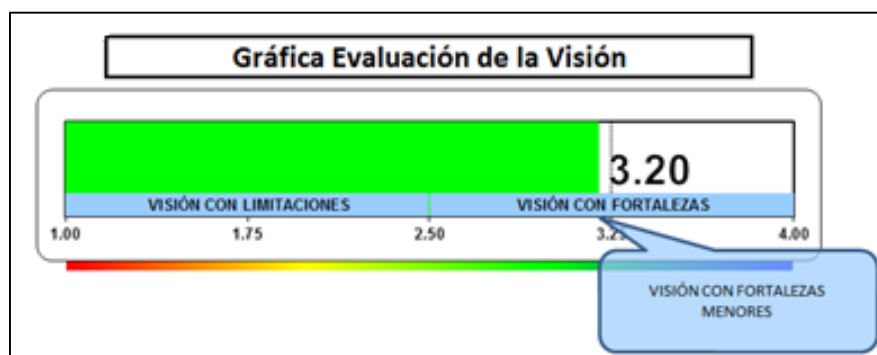 Gráfica Evaluación de la Visión
3.20
VISIÓN CON LIMITACIONES VISIÓN CON FORTALEZAS
1.00 1.75 2.50 4.00
VISIÓN CON FORTALEZAS
MENORES